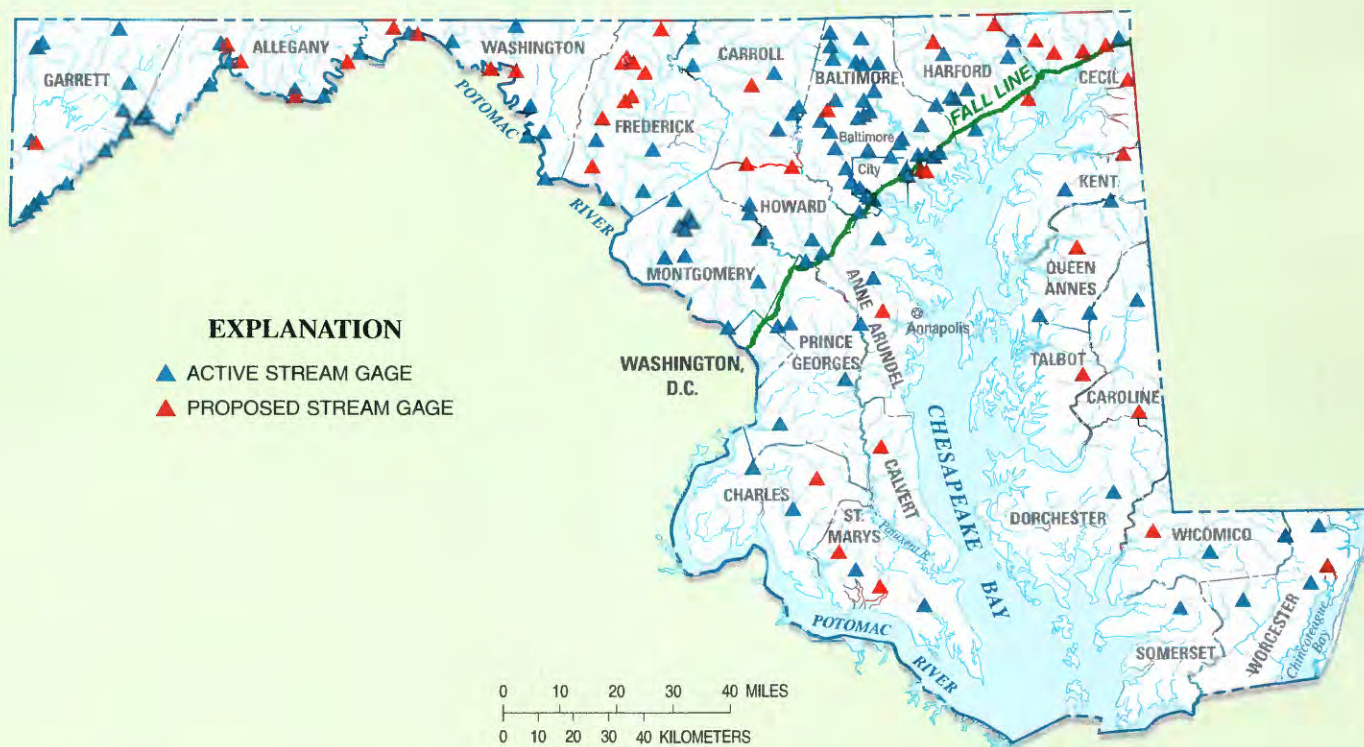 GARRETT
ALLEGANY
WASHINGTON
CARROLL
BALTIMORE
HARFORD
CECIL
FREDERICK
POTOMAC
RIVER
FALL LINE
Baltimore
City
KENT
HOWARD
MONTGOMERY
QUEEN
ANNES
ANNE ARUNDEL
Annapolis
PRINCE
GEORGES
WASHINGTON,
D.C.
TALBOT
CAROLINE
EXPLANATION
ACTIVE STREAM GAGE
PROPOSED STREAM GAGE
CHESAPEAKE BAY
CALVERT
CHARLES
ST.
MARYS
Patuxent R.
DORCHESTER
WICOMICO
WORCESTER
Chincoteague
Bay
SOMERSET
POTOMAC
RIVER
0 10 20 30 40 MILES
0 10 20 30 40 KILOMETERS